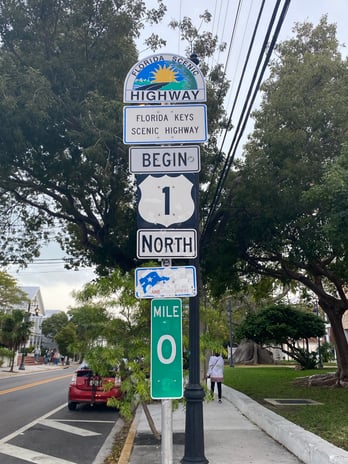 FLORIDA SCENIC
HIGHWAY
FLORIDA KEYS
SCENIC HIGHWAY
BEGIN
1
NORTH
MILE
0